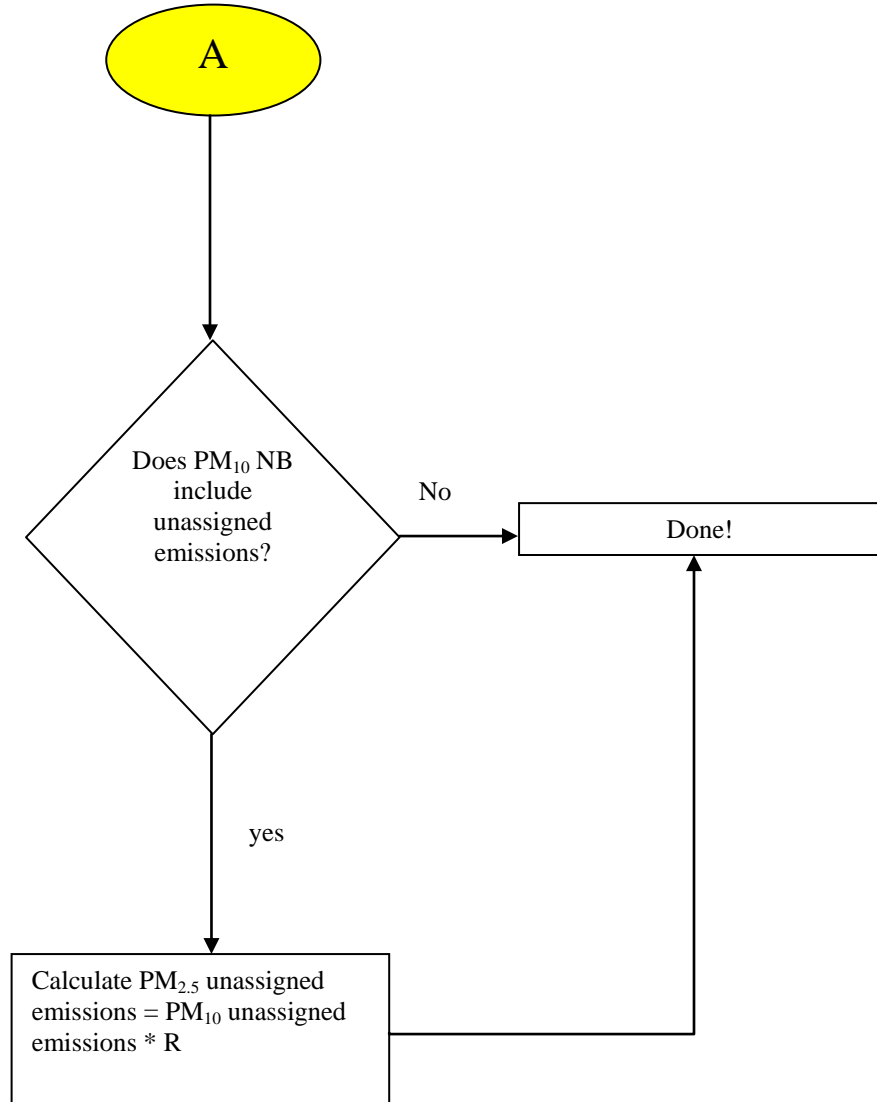 A
Does PM₁₀ NB
include
unassigned
emissions?
No
Done!
yes
Calculate PM₂.₅ unassigned
emissions = PM₁₀ unassigned
emissions * R